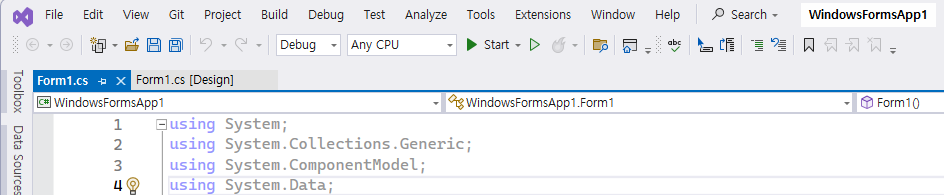 File Edit View Git Project Build Debug Test Analyze Tools Extensions Window Help Search WindowsFormsApp1
Debug Any CPU Start abc
Toolbox
Data Sources
Form1.cs Form1.cs [Design]
C# WindowsFormsApp1 WindowsFormsApp1.Form1 Form1()
1 using System;
2 using System.Collections.Generic;
3 using System.ComponentModel;
4 using System.Data;